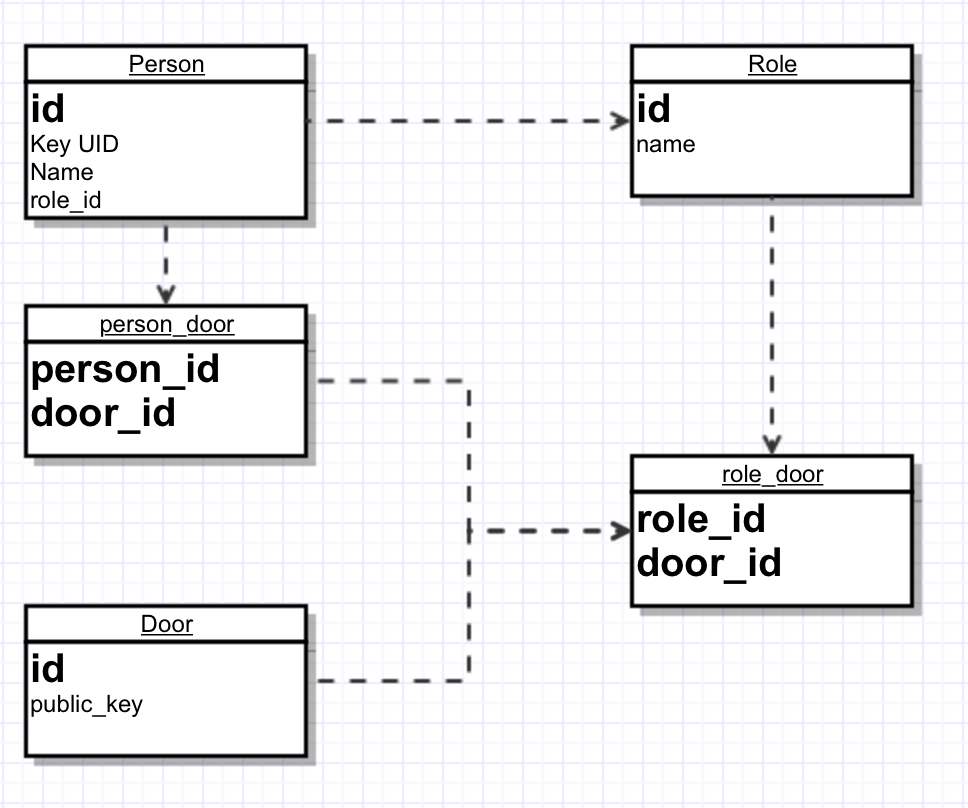 Person
id
Key UID
Name
role_id
Role
id
name
person_door
person_id
door_id
role_door
role_id
door_id
Door
id
public_key